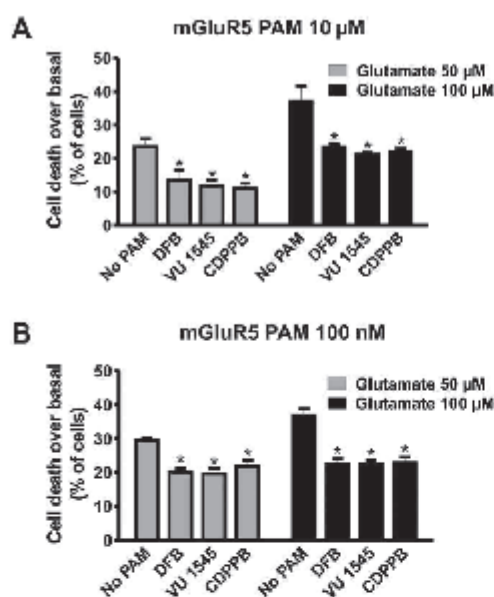 A
mGluR5 PAM 10 µM
Cell death over basal
(% of cells)
50
40
30
20
10
0
Glutamate 50 µM
Glutamate 100 µM
* * * * * *
No PAM DFB VU 1545 CDPPB No PAM DFB VU 1545 CDPPB
B
mGluR5 PAM 100 nM
Cell death over basal
(% of cells)
50
40
30
20
10
0
Glutamate 50 µM
Glutamate 100 µM
* * * * * *
No PAM DFB VU 1545 CDPPB No PAM DFB VU 1545 CDPPB